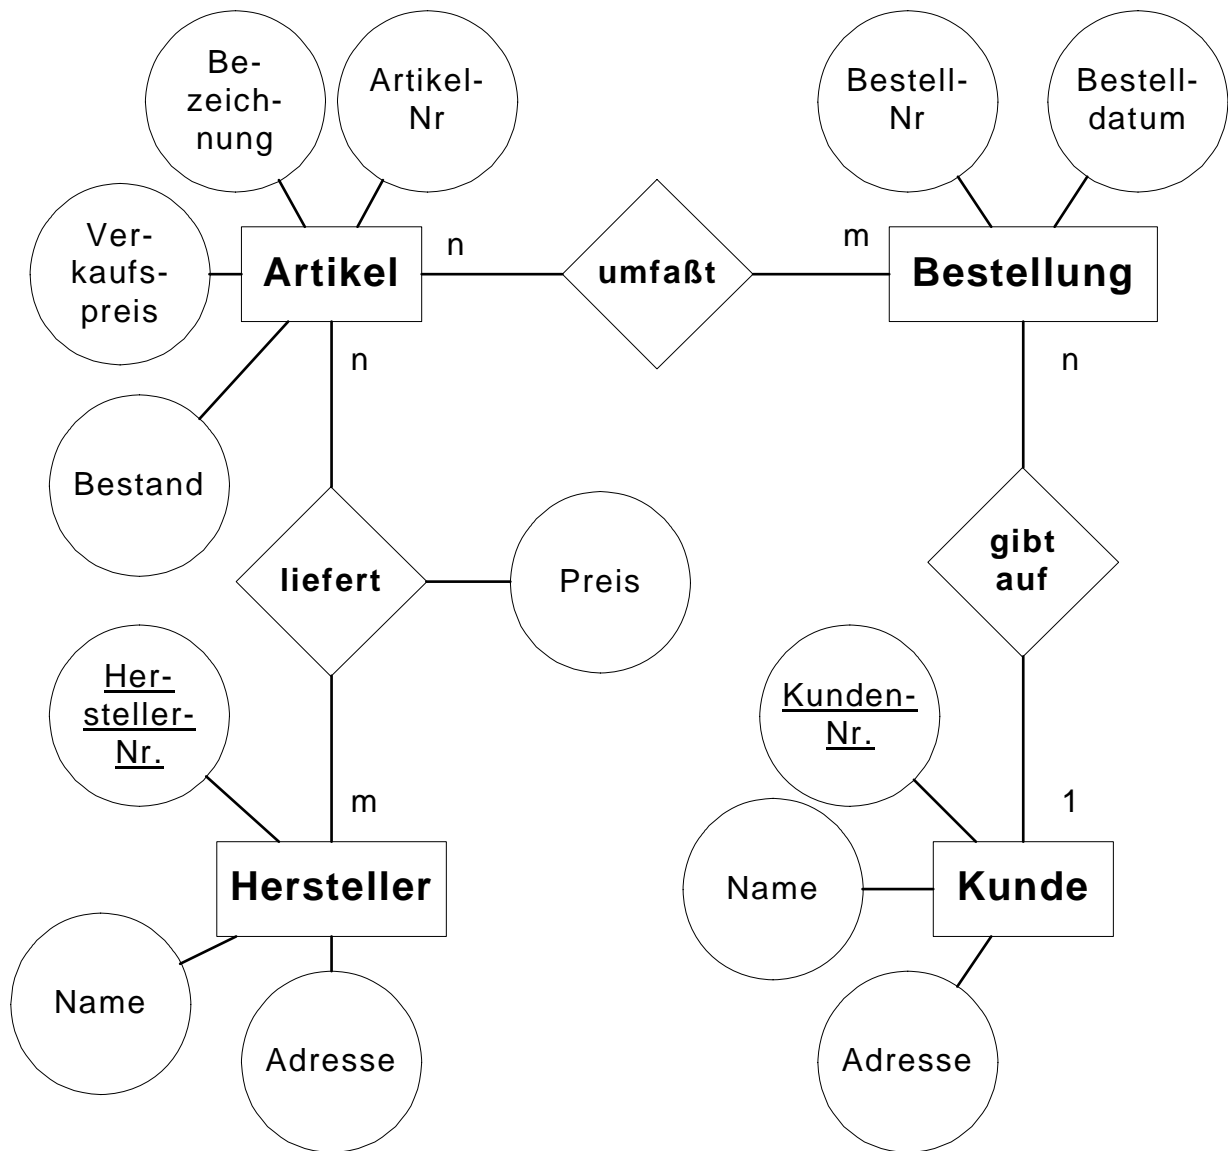 Be-
zeich-
nung
Artikel-
Nr
Bestell-
Nr
Bestell-
datum
Ver-
kaufs-
preis
Artikel
n
umfaßt
m
Bestellung
n
n
Bestand
liefert
Preis
gibt
auf
Her-
steller-
Nr.
Kunden-
Nr.
m
1
Hersteller
Name
Kunde
Name
Adresse
Adresse